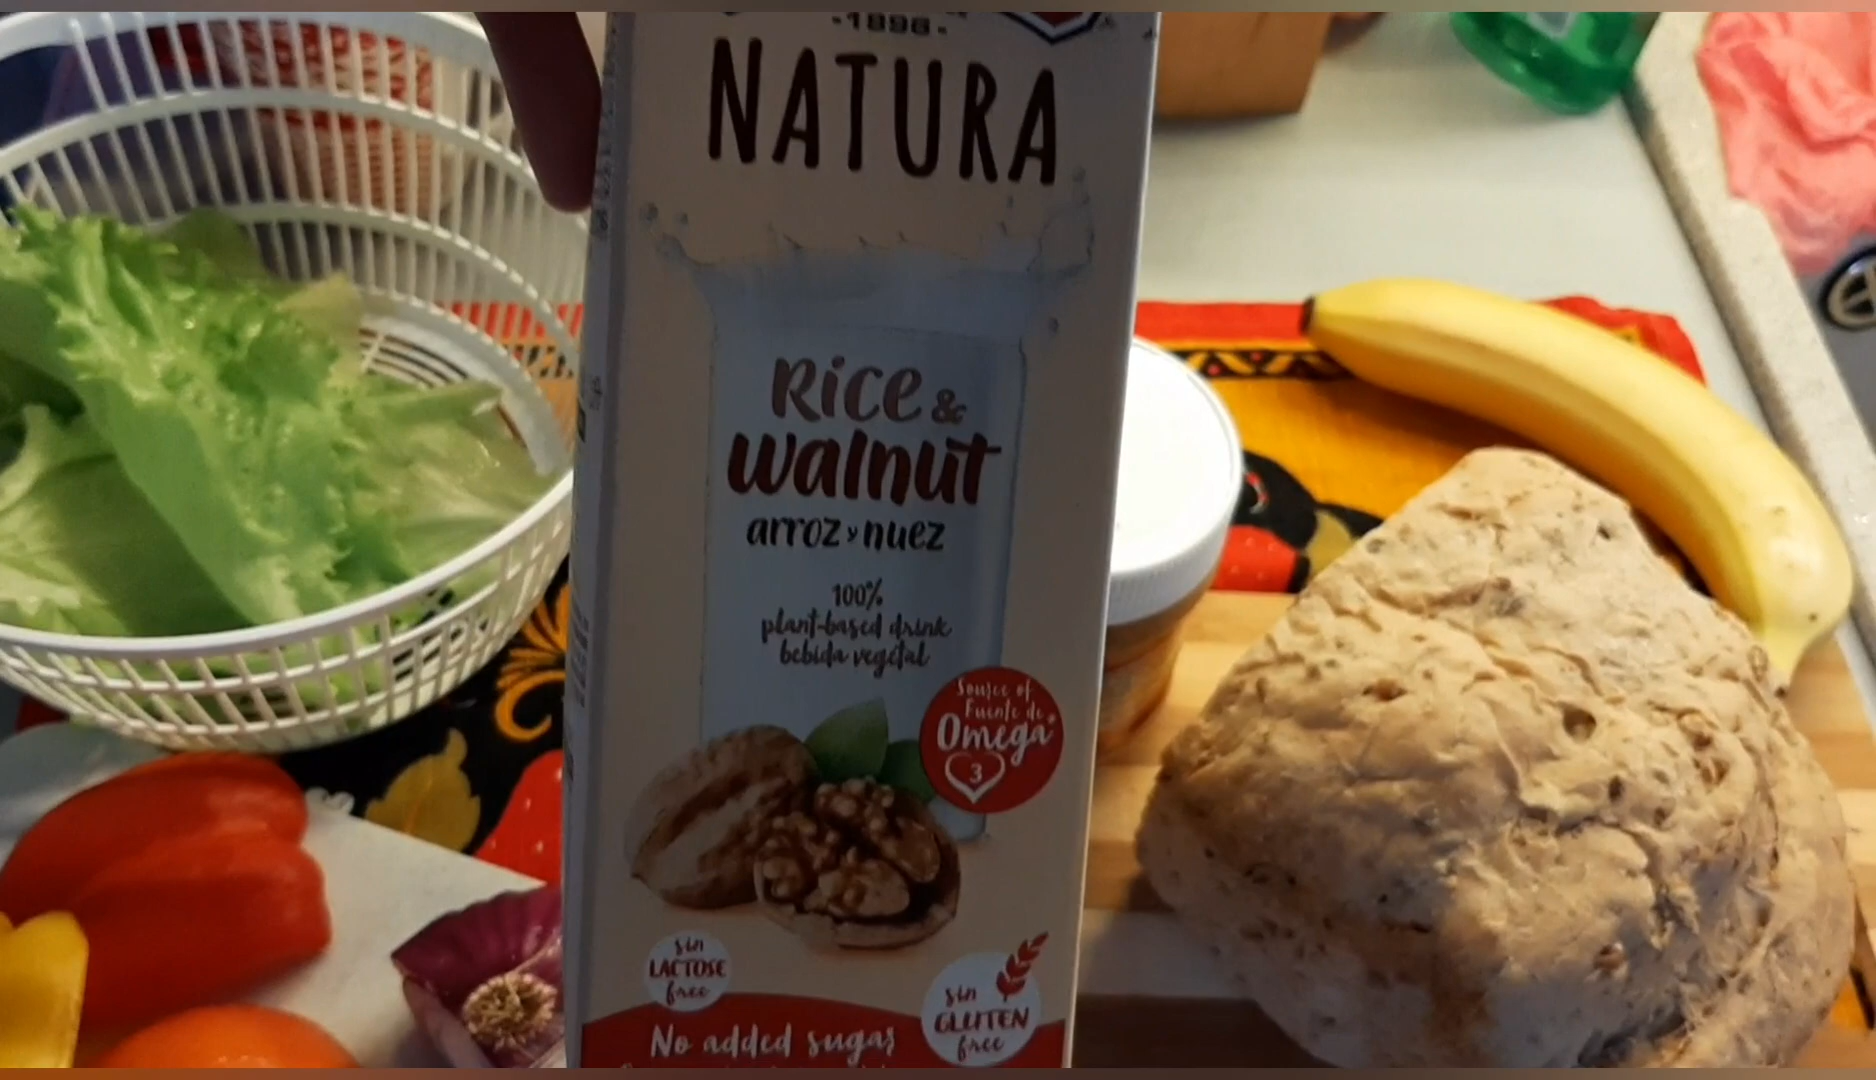 -1896-
NATURA
Rice &
walnut
arroz y nuez
100%
plant-based drink
bebida vegetal
Source of
Fuente de
Omega*
3
sin
LACTOSE
free
sin
GLUTEN
free
No added sugar